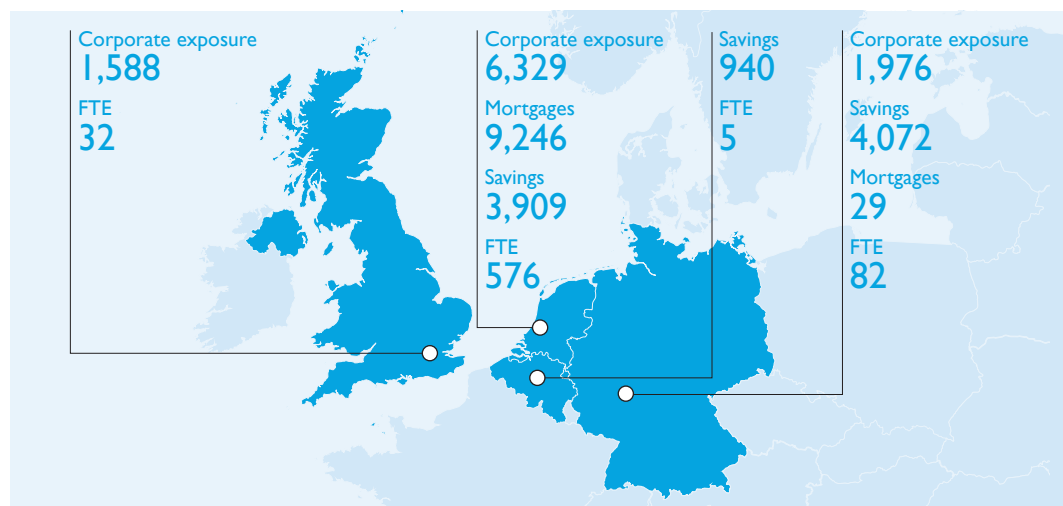 Corporate exposure
1,588
FTE
32
Corporate exposure
6,329
Mortgages
9,246
Savings
3,909
FTE
576
Savings
940
FTE
5
Corporate exposure
1,976
Savings
4,072
Mortgages
29
FTE
82